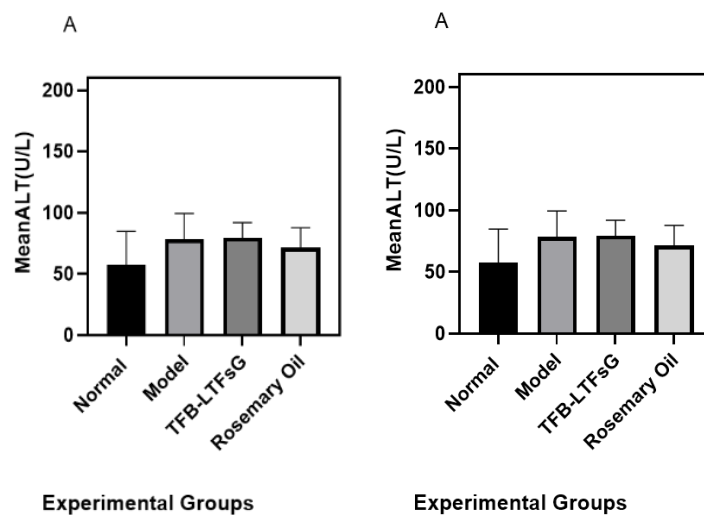 A
200
150
100
50
0
MeanALT(U/L)
Normal
Model
TFB-LTFsG
Rosemary Oil
Experimental Groups
A
200
150
100
50
0
MeanALT(U/L)
Normal
Model
TFB-LTFsG
Rosemary Oil
Experimental Groups